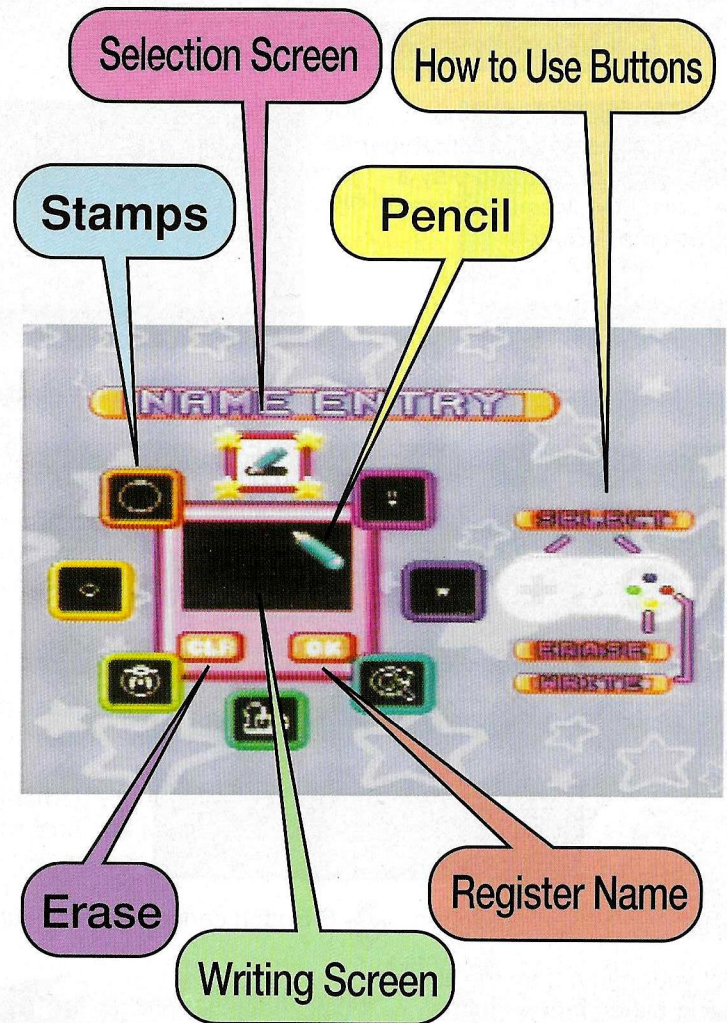 Selection Screen
How to Use Buttons
Stamps
Pencil
NAME ENTRY
SELECT
CLR
OK
ERASE
WRITE
Erase
Register Name
Writing Screen